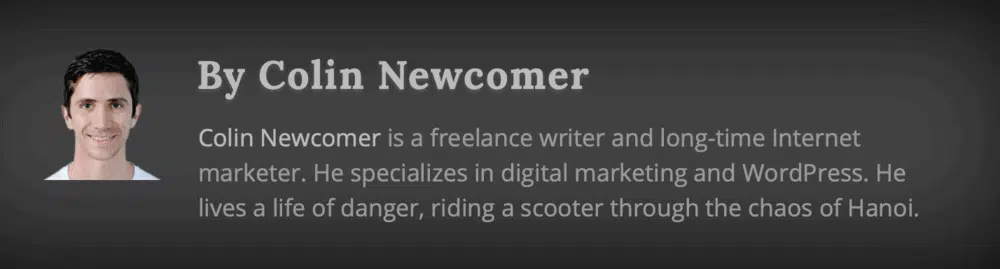 By Colin Newcomer
Colin Newcomer is a freelance writer and long-time Internet
marketer. He specializes in digital marketing and WordPress. He
lives a life of danger, riding a scooter through the chaos of Hanoi.